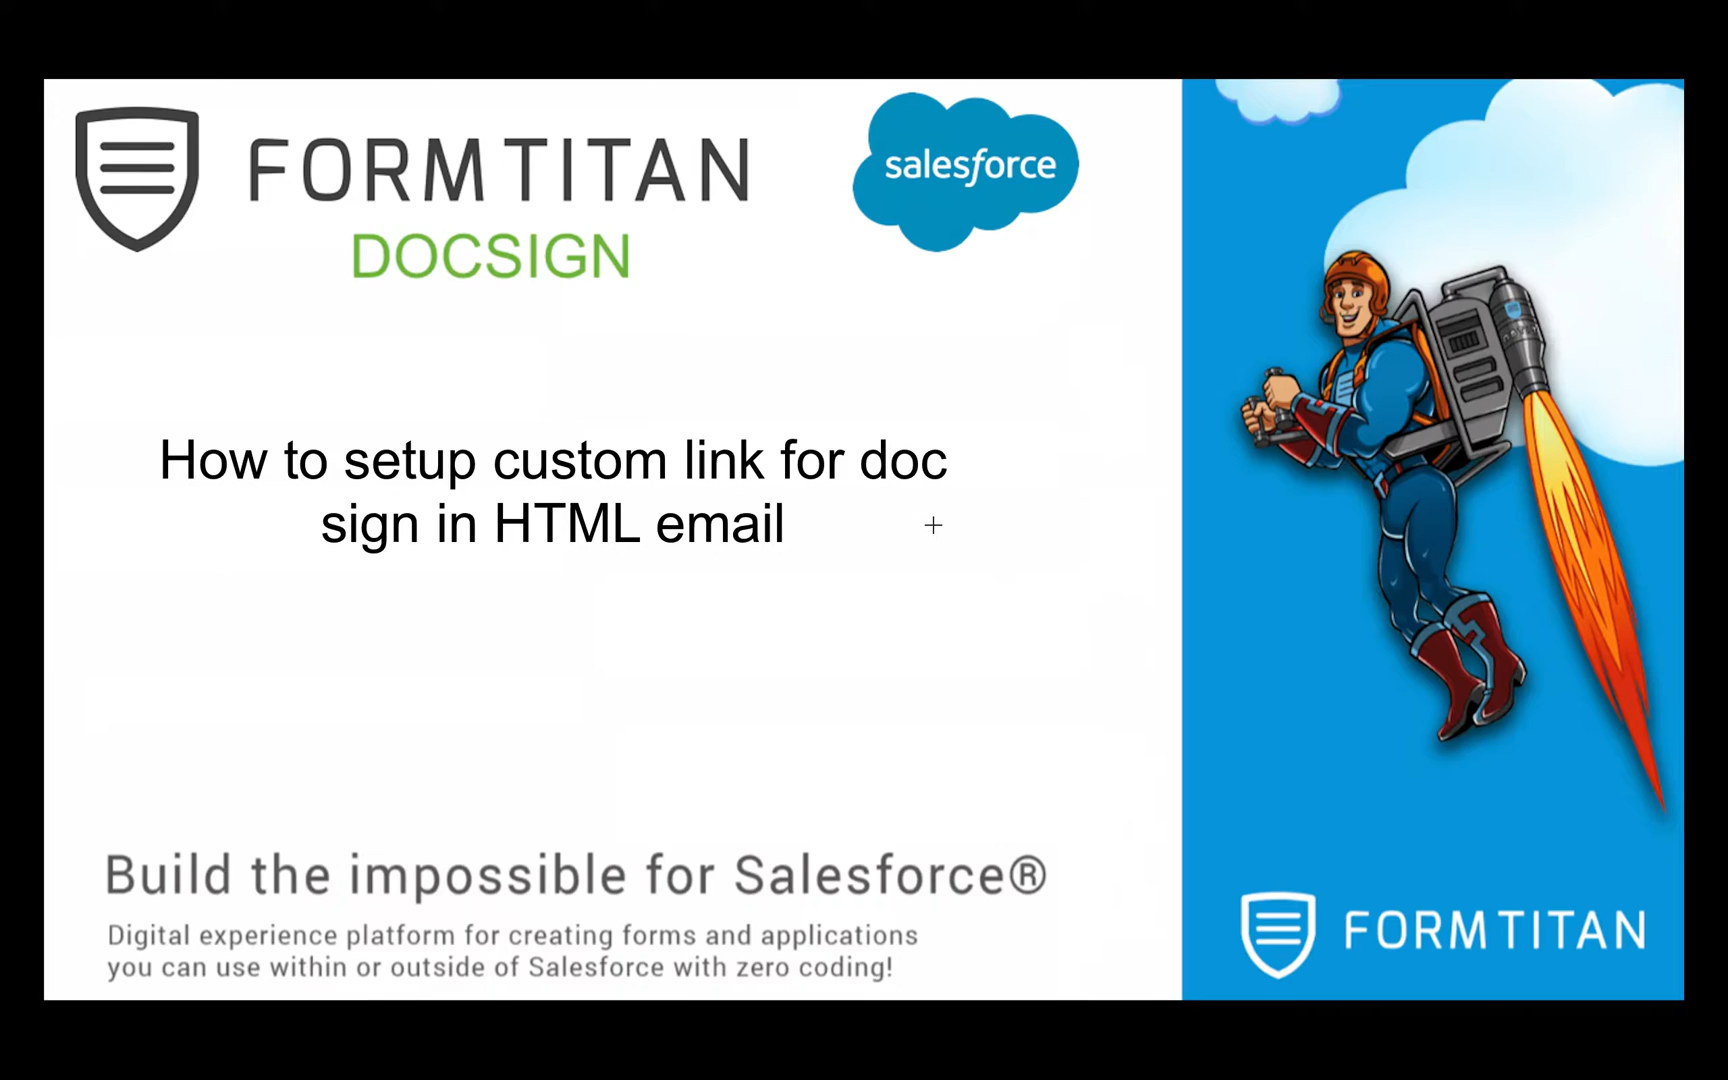 FORMTITAN
DOCSIGN
salesforce
How to setup custom link for doc
sign in HTML email
Build the impossible for Salesforce®
Digital experience platform for creating forms and applications
you can use within or outside of Salesforce with zero coding!
FORMTITAN